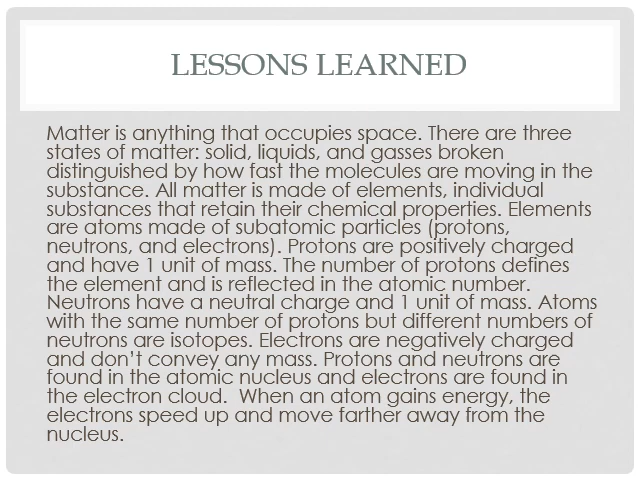 LESSONS LEARNED
Matter is anything that occupies space. There are three
states of matter: solid, liquids, and gasses broken
distinguished by how fast the molecules are moving in the
substance. All matter is made of elements, individual
substances that retain their chemical properties. Elements
are atoms made of subatomic particles (protons,
neutrons, and electrons). Protons are positively charged
and have 1 unit of mass. The number of protons defines
the element and is reflected in the atomic number.
Neutrons have a neutral charge and 1 unit of mass. Atoms
with the same number of protons but different numbers of
neutrons are isotopes. Electrons are negatively charged
and don't convey any mass. Protons and neutrons are
found in the atomic nucleus and electrons are found in
the electron cloud.  When an atom gains energy, the
electrons speed up and move farther away from the
nucleus.